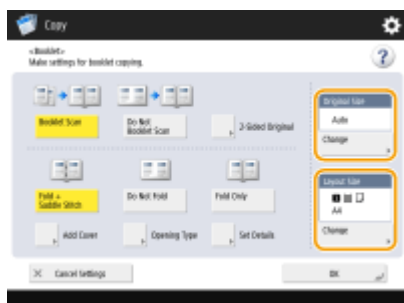 Copy
<Booklet>
Make settings for booklet copying.
?
Booklet Scan
Do Not
Booklet Scan
2-Sided Original
Original Size
Auto
Change
Fold +
Saddle Stitch
Do Not Fold
Fold Only
Add Cover
Opening Type
Set Details
Layout Size
A4
Change
× Cancel Settings
OK